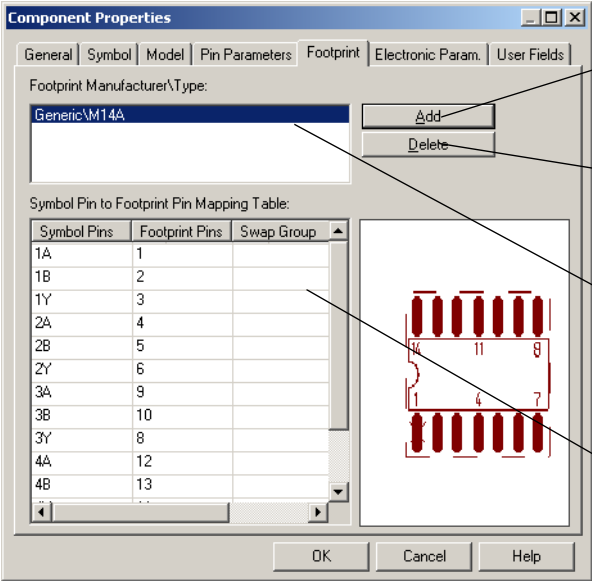 Component Properties
General Symbol Model Pin Parameters Footprint Electronic Param. User Fields
Footprint Manufacturer\Type:
Generic\M14A
Add
Delete
Symbol Pin to Footprint Pin Mapping Table:
Symbol Pins Footprint Pins Swap Group
1A 1
1B 2
1Y 3
2A 4
2B 5
2Y 6
3A 9
3B 10
3Y 8
4A 12
4B 13
14 11 8
1 4 7
OK Cancel Help